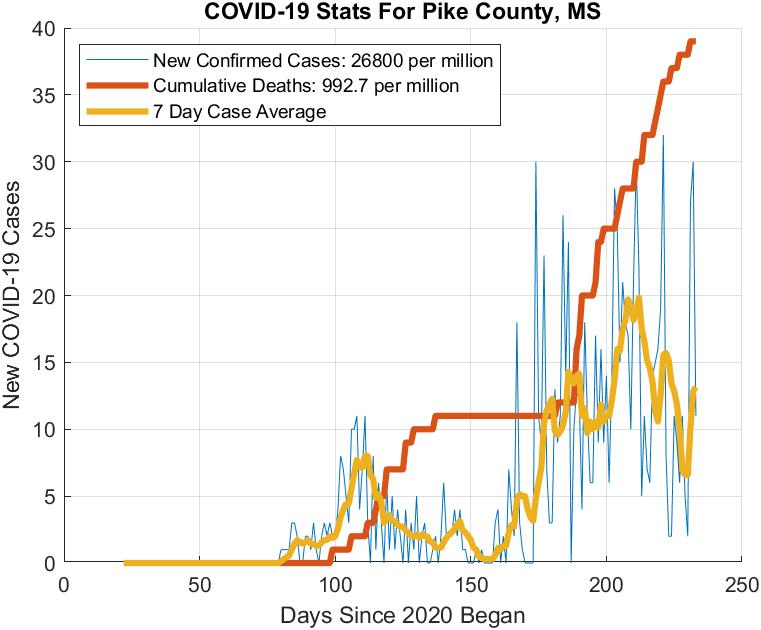 COVID-19 Stats For Pike County, MS
New Confirmed Cases: 26800 per million
Cumulative Deaths: 992.7 per million
7 Day Case Average
New COVID-19 Cases
40
35
30
25
20
15
10
5
0
0 50 100 150 200 250
Days Since 2020 Began